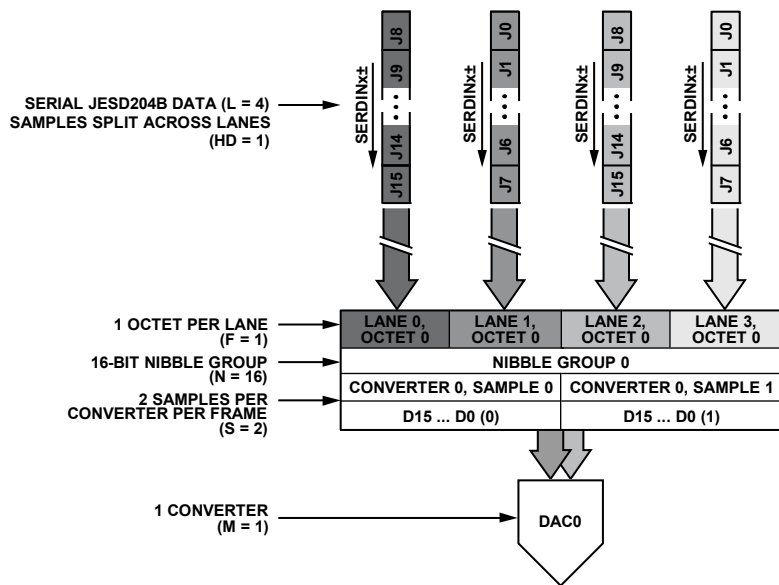 J8 J0 J8 J0
J9 J1 J9 J1
SERDINx± SERDINx± SERDINx± SERDINx±
J14 J6 J14 J6
J15 J7 J15 J7
SERIAL JESD204B DATA (L = 4)
SAMPLES SPLIT ACROSS LANES
(HD = 1)
1 OCTET PER LANE
(F = 1)
LANE 0,
OCTET 0
LANE 1,
OCTET 0
LANE 2,
OCTET 0
LANE 3,
OCTET 0
16-BIT NIBBLE GROUP
(N = 16)
NIBBLE GROUP 0
2 SAMPLES PER
CONVERTER PER FRAME
(S = 2)
CONVERTER 0, SAMPLE 0
CONVERTER 0, SAMPLE 1
D15 ... D0 (0)
D15 ... D0 (1)
1 CONVERTER
(M = 1)
DAC0